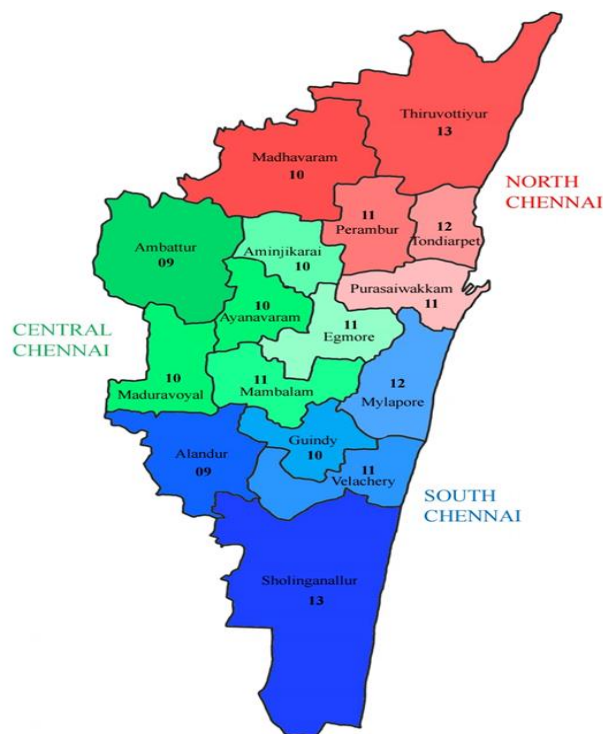 Thiruvottiyur
13
Madhavaram
10
NORTH
CHENNAI
11
Perambur
12
Tondiarpet
Ambattur
09
Aminjikarai
10
Purasaiwakkam
11
10
Ayanavaram
11
Egmore
CENTRAL
CHENNAI
10
Maduravoyal
11
Mambalam
12
Mylapore
Guindy
10
Alandur
09
11
Velachery
SOUTH
CHENNAI
Sholinganallur
13